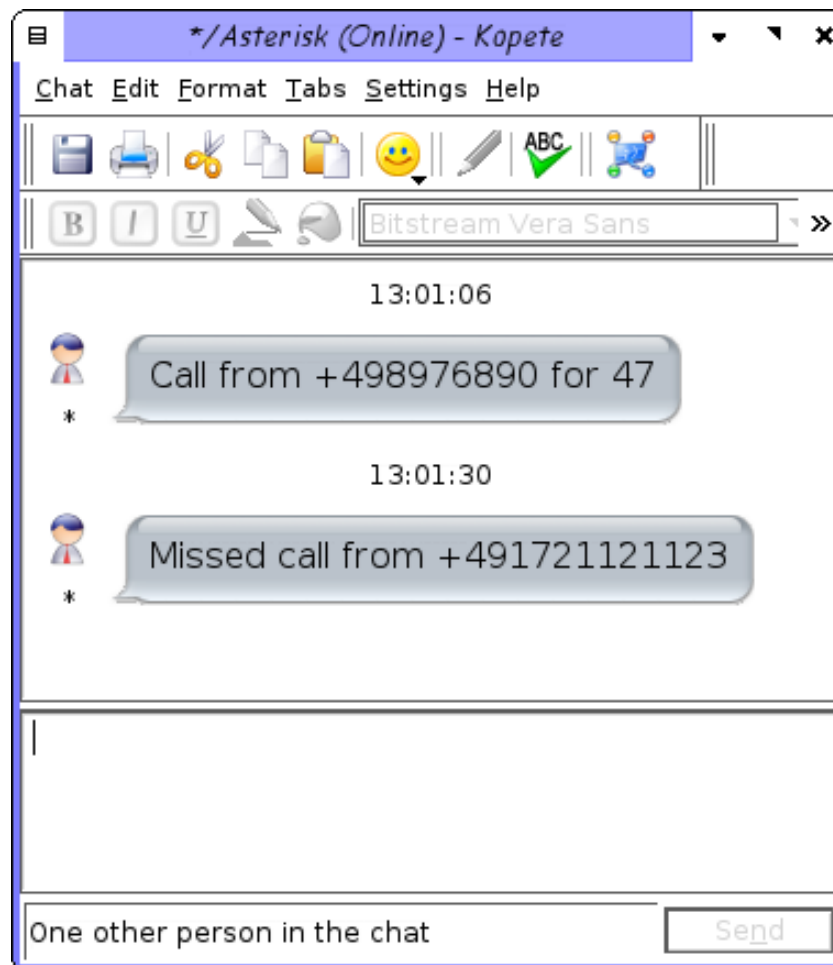 */Asterisk (Online) - Kopete
Chat Edit Format Tabs Settings Help
ABC
B I U Bitstream Vera Sans »
13:01:06
Call from +498976890 for 47
*
13:01:30
Missed call from +491721121123
*
One other person in the chat
Send